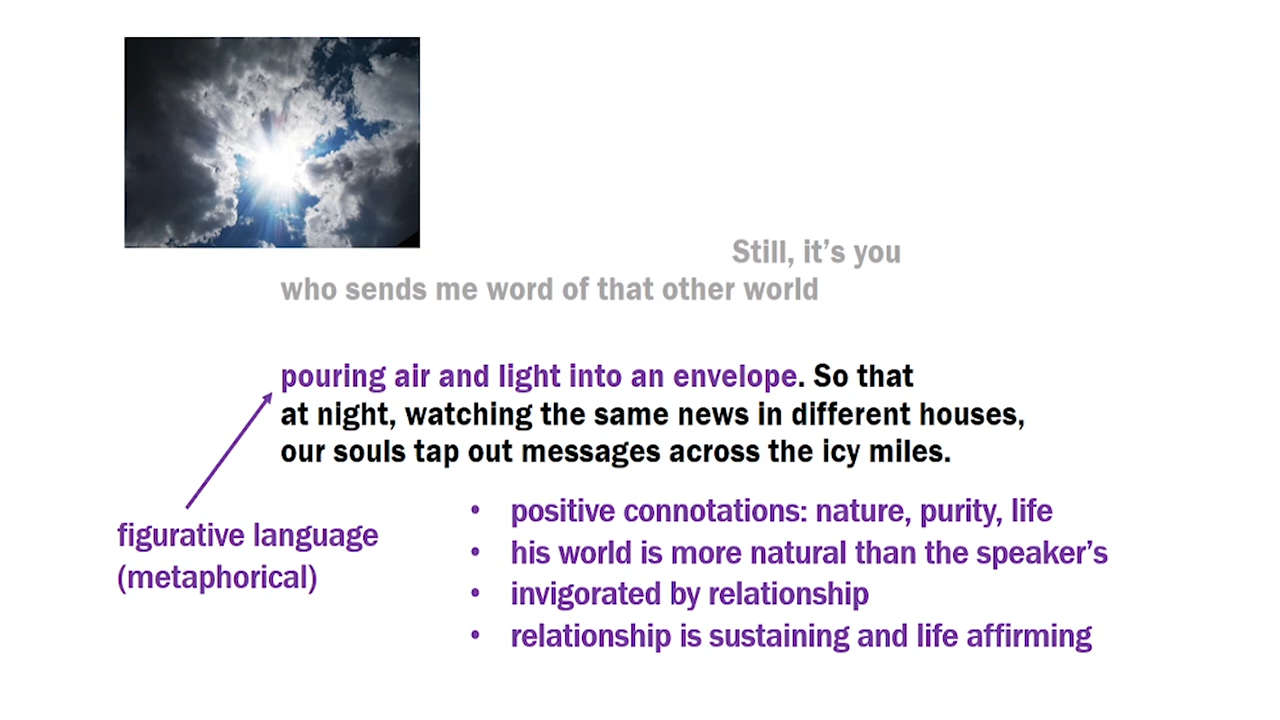 Still, it’s you
who sends me word of that other world
pouring air and light into an envelope. So that
at night, watching the same news in different houses,
our souls tap out messages across the icy miles.
figurative language
(metaphorical)
• positive connotations: nature, purity, life
• his world is more natural than the speaker’s
• invigorated by relationship
• relationship is sustaining and life affirming